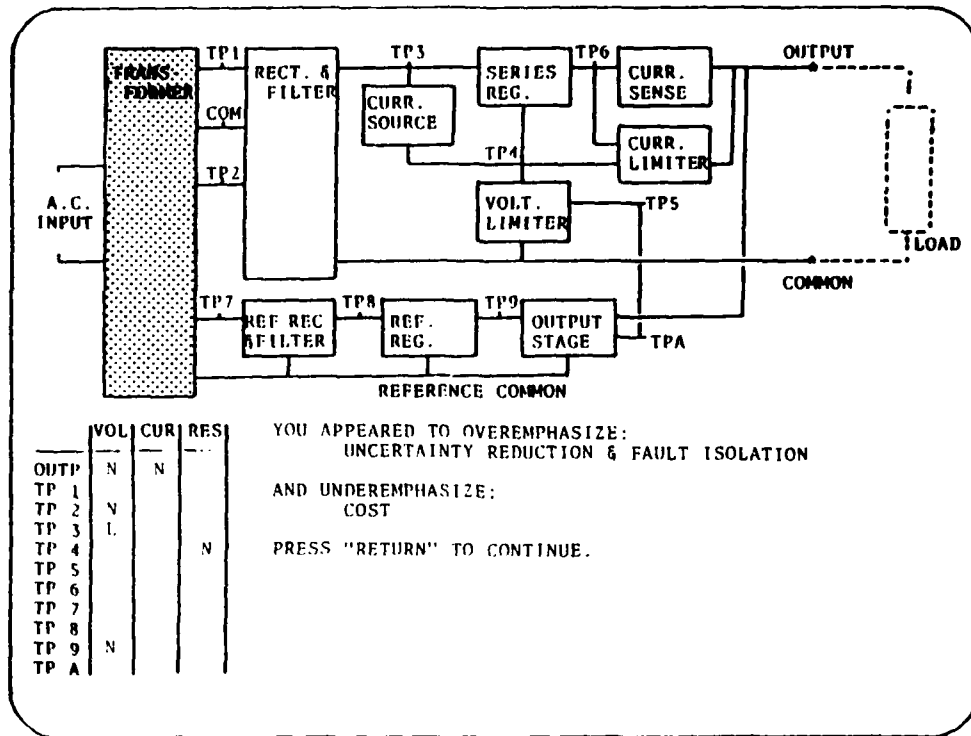 TP1 TP3 TP6 OUTPUT
TRANS-
FORMER
RECT. &
FILTER
SERIES
REG.
CURR.
SENSE
COM
CURR.
SOURCE
TP4
CURR.
LIMITER
TP2
A.C.
INPUT
VOLT.
LIMITER
TP5
LOAD
COMMON
TP7 TP8 TP9
REF REC
&FILTER
REF.
REG.
OUTPUT
STAGE
TPA
REFERENCE COMMON
VOL CUR RES
OUTP N N
TP 1
TP 2 N
TP 3 L
TP 4 N
TP 5
TP 6
TP 7
TP 8
TP 9 N
TP A
YOU APPEARED TO OVEREMPHASIZE:
UNCERTAINTY REDUCTION & FAULT ISOLATION
AND UNDEREMPHASIZE:
COST
PRESS "RETURN" TO CONTINUE.